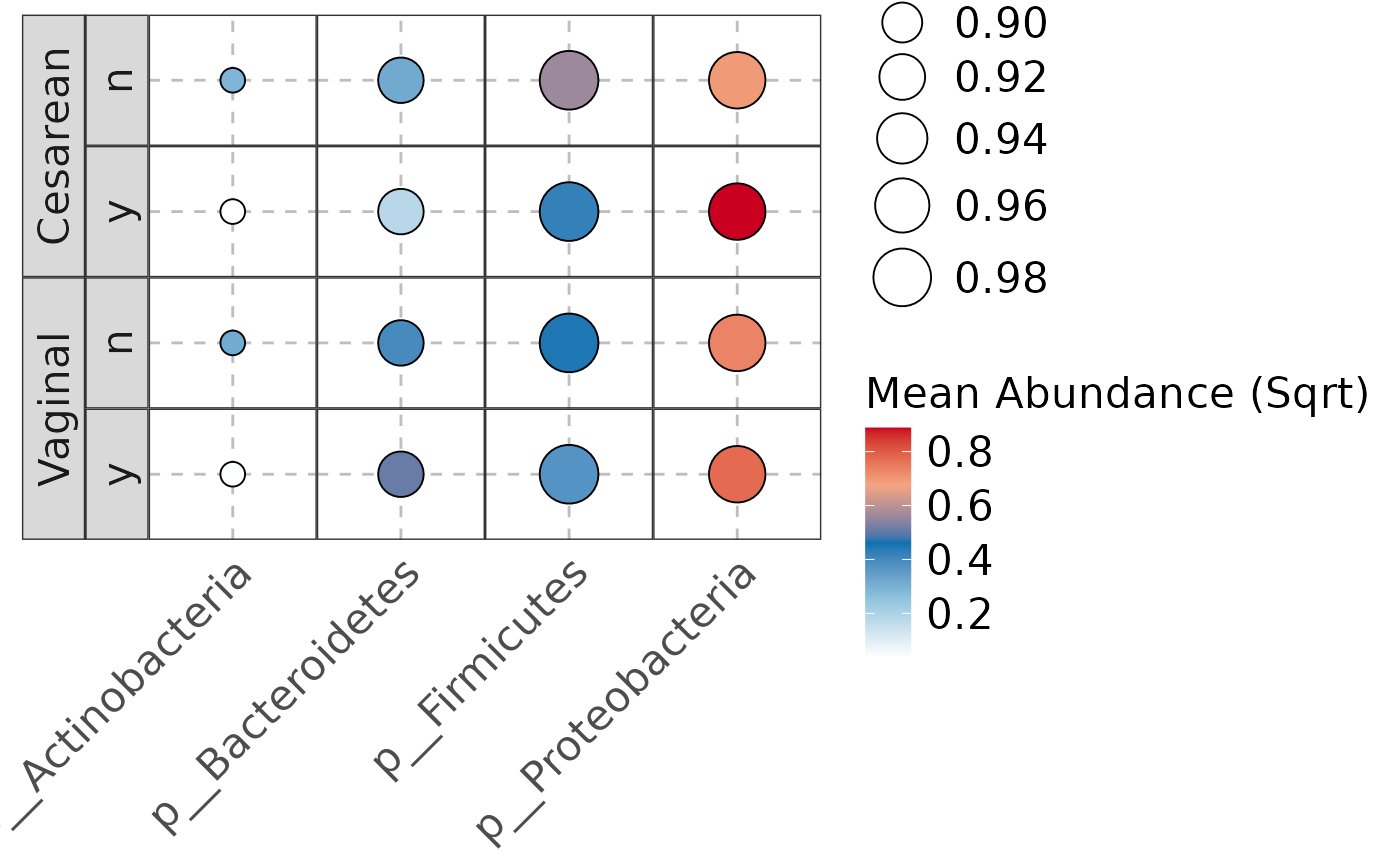 Cesarean
n
y
Vaginal
n
y
__Actinobacteria
p__Bacteroidetes
p__Firmicutes
p__Proteobacteria
0.90
0.92
0.94
0.96
0.98
Mean Abundance (Sqrt)
0.8
0.6
0.4
0.2